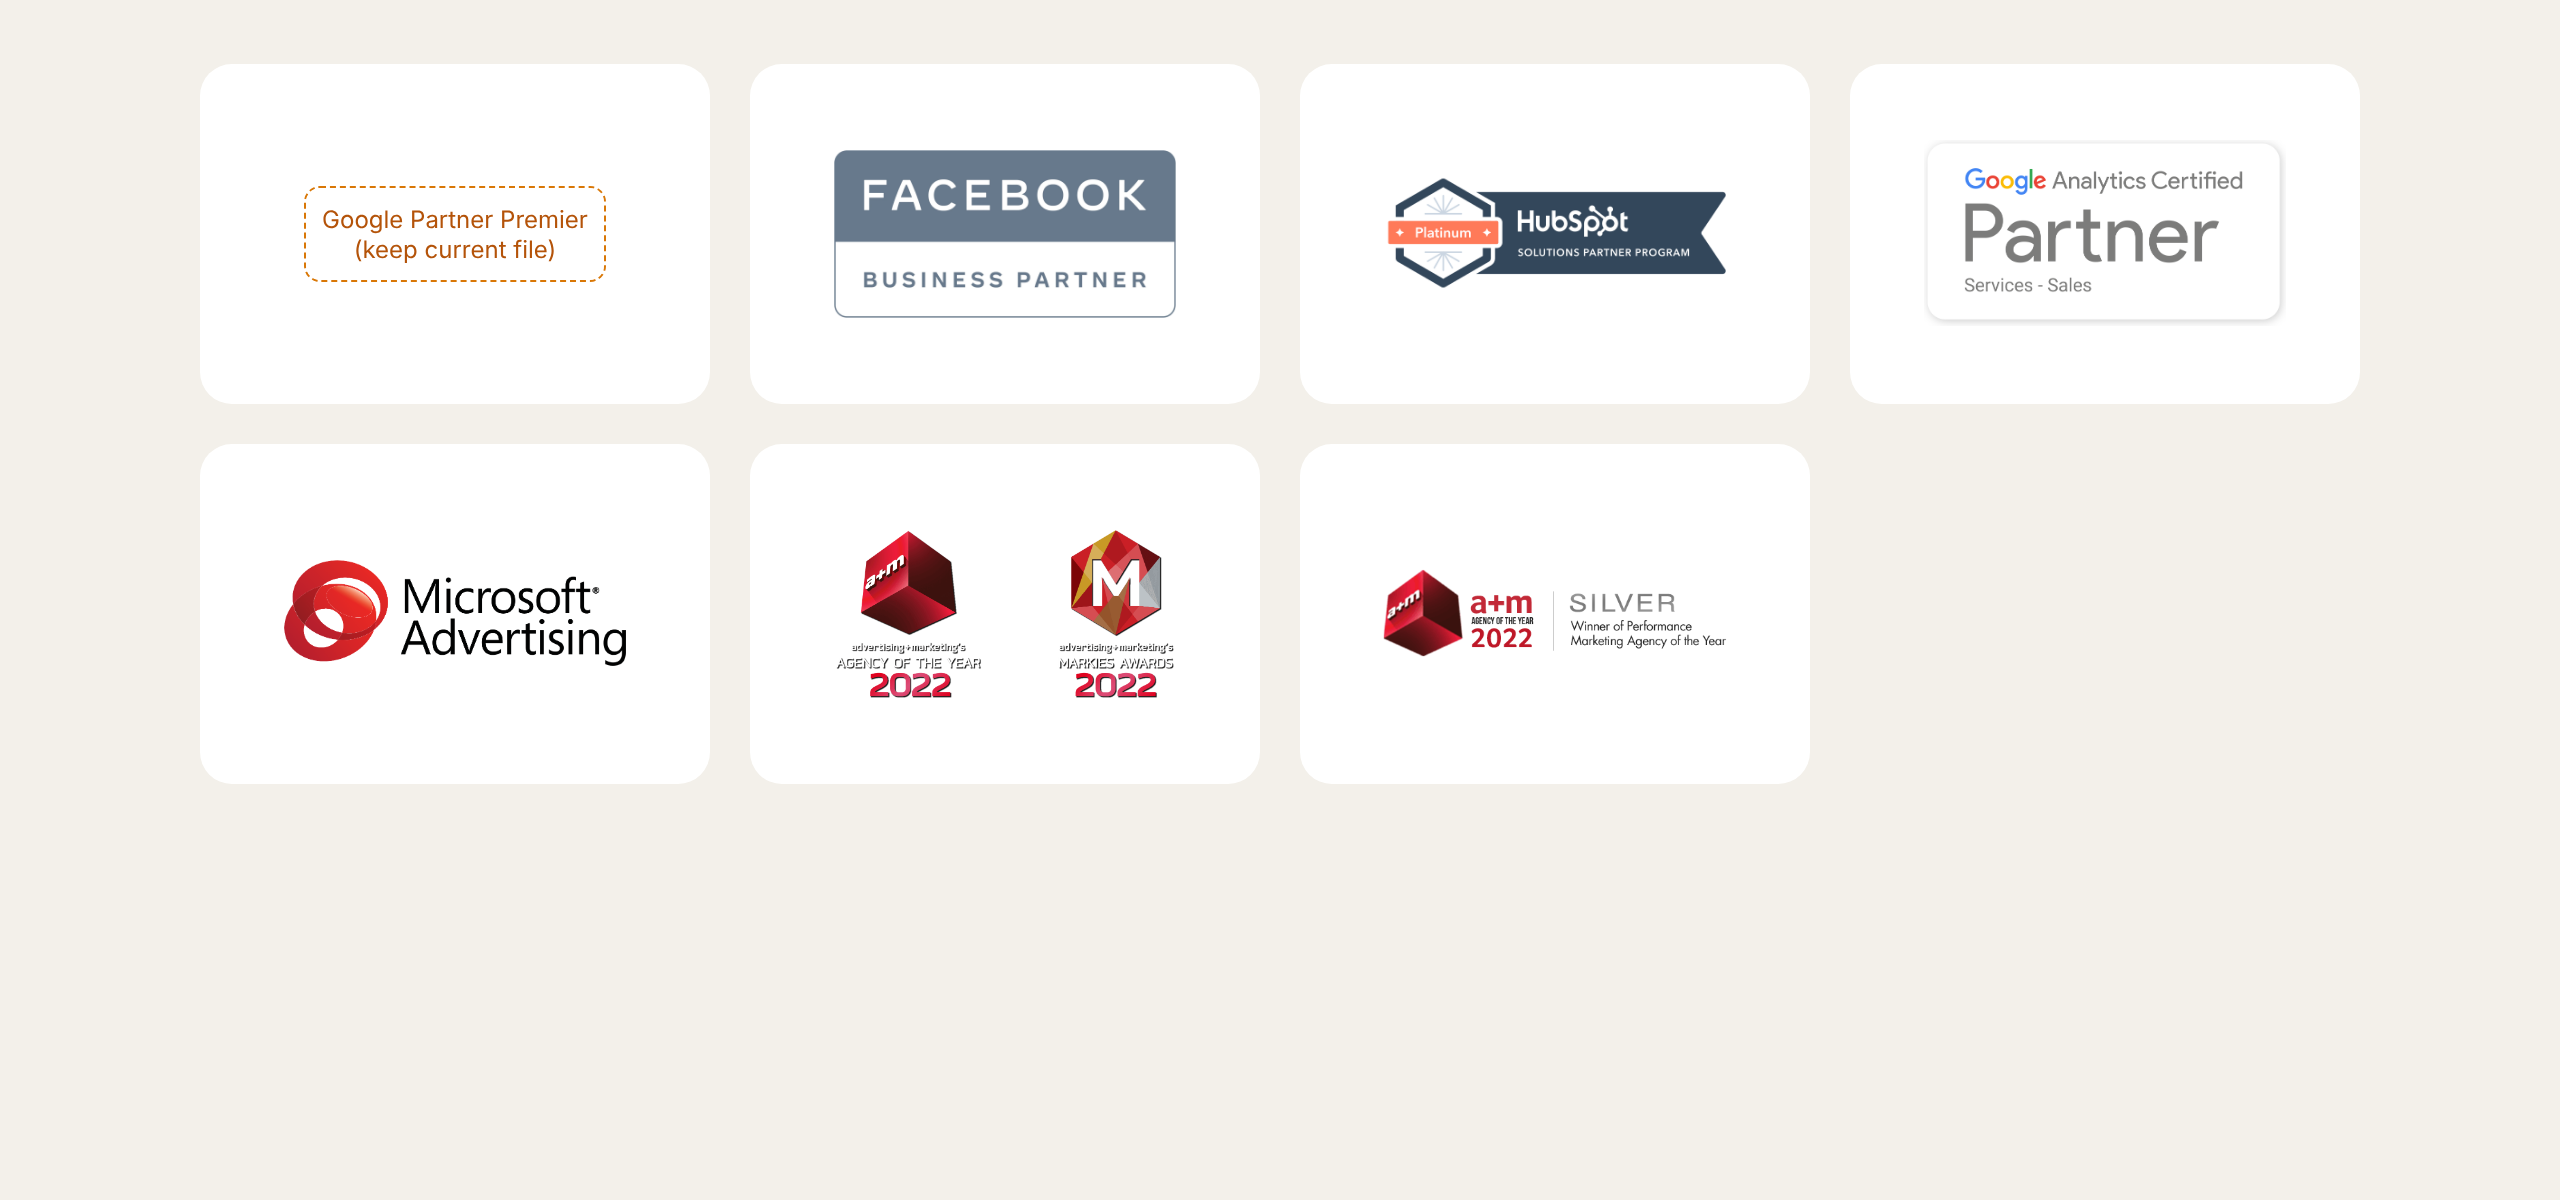 Google Partner Premier
(keep current file)
FACEBOOK
BUSINESS PARTNER
Platinum
HubSpot
SOLUTIONS PARTNER PROGRAM
Google Analytics Certified
Partner
Services - Sales
Microsoft®
Advertising
a+m
advertising+marketing's
AGENCY OF THE YEAR
2022
M
advertising+marketing's
MARKIES AWARDS
2022
a+m
a+m
AGENCY OF THE YEAR
2022
SILVER
Winner of Performance
Marketing Agency of the Year